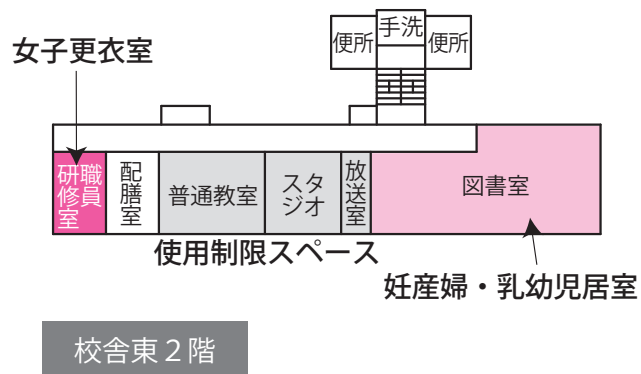 手洗
便所
便所
女子更衣室
職員
研修室
配膳室
普通教室
スタ
ジオ
放送室
図書室
使用制限スペース
妊産婦・乳幼児居室
校舎東２階